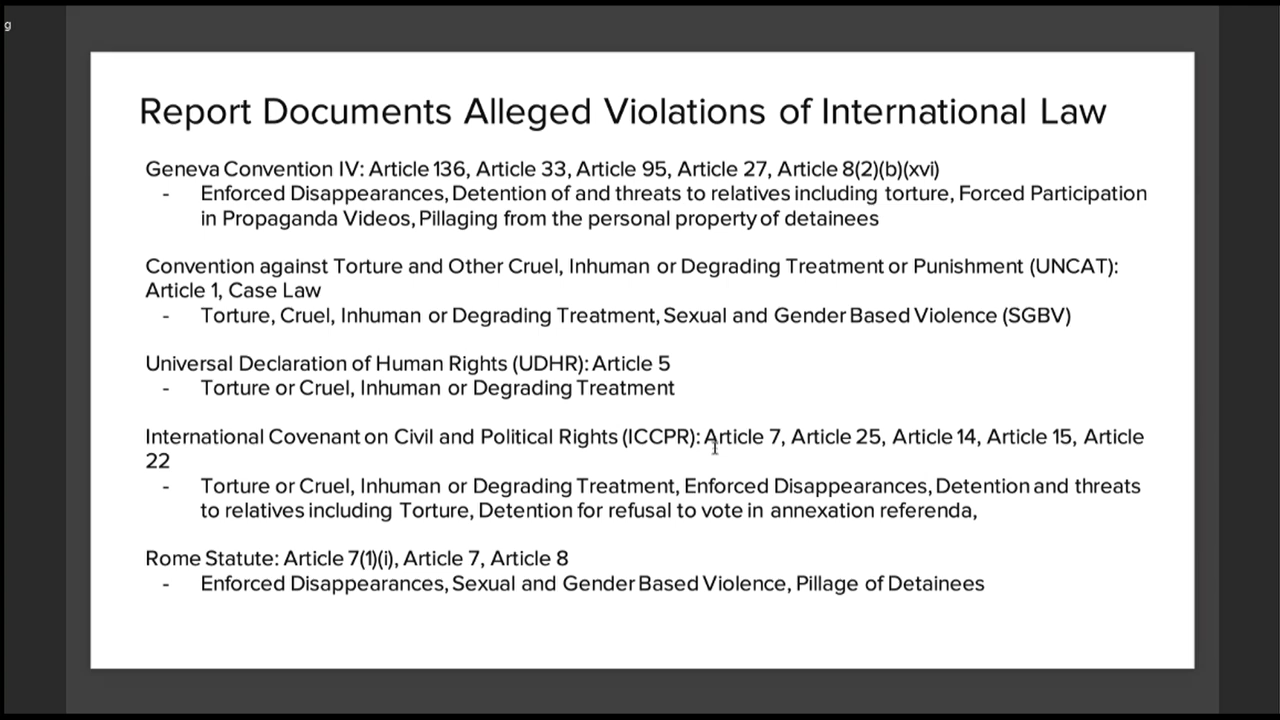 g
Report Documents Alleged Violations of International Law
Geneva Convention IV: Article 136, Article 33, Article 95, Article 27, Article 8(2)(b)(xvi)
- Enforced Disappearances, Detention of and threats to relatives including torture, Forced Participation
in Propaganda Videos, Pillaging from the personal property of detainees
Convention against Torture and Other Cruel, Inhuman or Degrading Treatment or Punishment (UNCAT):
Article 1, Case Law
- Torture, Cruel, Inhuman or Degrading Treatment, Sexual and Gender Based Violence (SGBV)
Universal Declaration of Human Rights (UDHR): Article 5
- Torture or Cruel, Inhuman or Degrading Treatment
International Covenant on Civil and Political Rights (ICCPR): Article 7, Article 25, Article 14, Article 15, Article
22
- Torture or Cruel, Inhuman or Degrading Treatment, Enforced Disappearances, Detention and threats
to relatives including Torture, Detention for refusal to vote in annexation referenda,
Rome Statute: Article 7(1)(i), Article 7, Article 8
- Enforced Disappearances, Sexual and Gender Based Violence, Pillage of Detainees